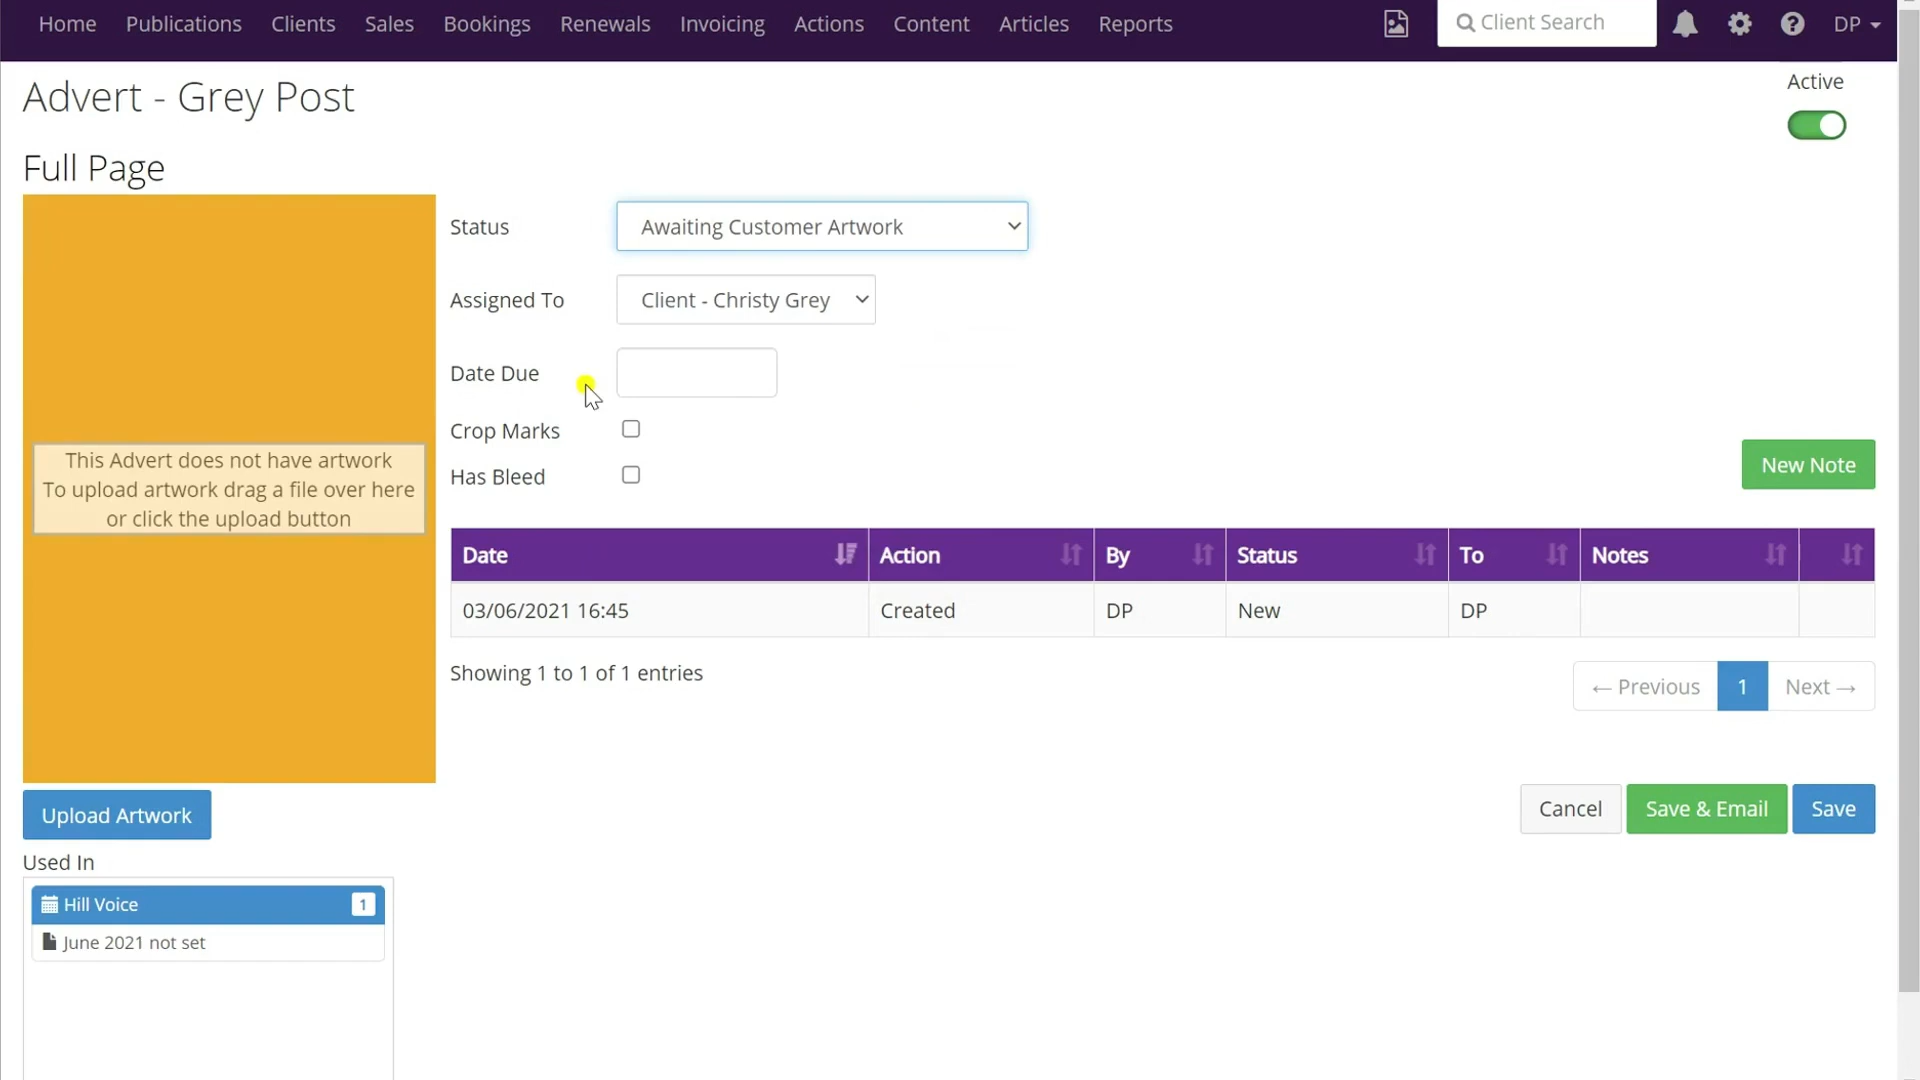 Home Publications Clients Sales Bookings Renewals Invoicing Actions Content Articles Reports Client Search DP
Advert - Grey Post
Active
Full Page
Status Awaiting Customer Artwork
Assigned To Client - Christy Grey
Date Due
Crop Marks
Has Bleed
New Note
This Advert does not have artwork
To upload artwork drag a file over here
or click the upload button
Date Action By Status To Notes
03/06/2021 16:45 Created DP New DP
Showing 1 to 1 of 1 entries
← Previous 1 Next →
Upload Artwork
Cancel Save & Email Save
Used In
Hill Voice 1
June 2021 not set